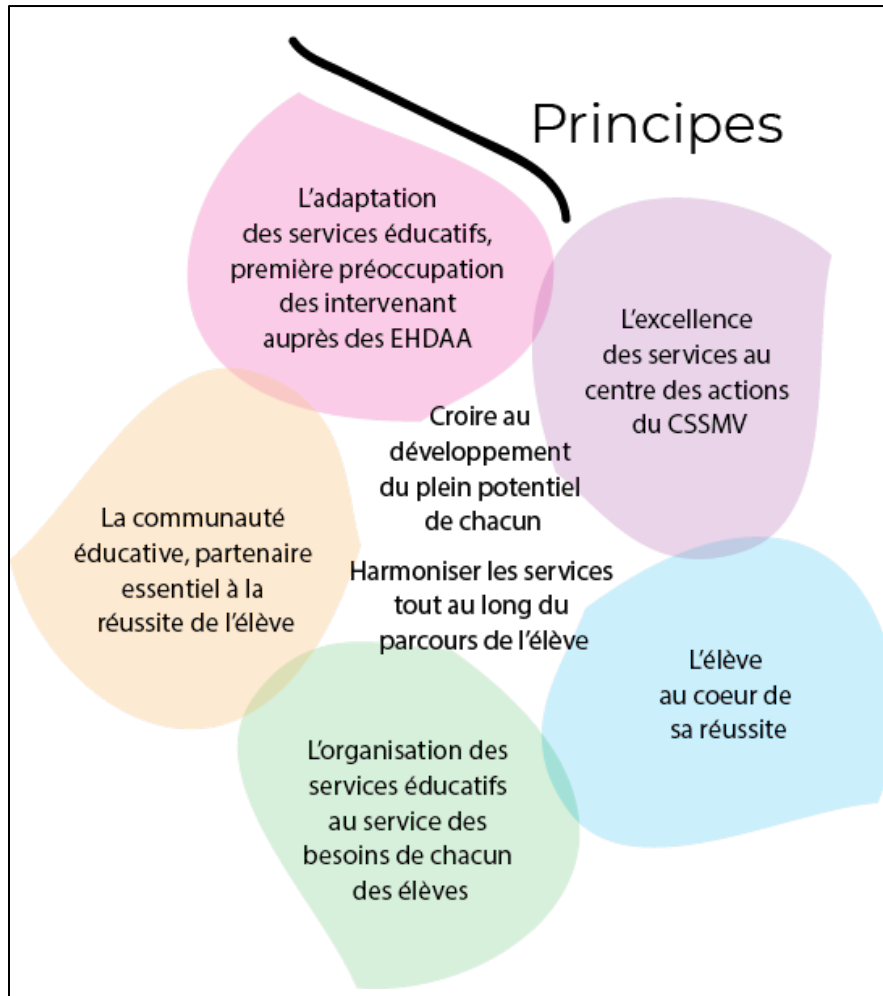 Principes
L'adaptation
des services éducatifs,
première préoccupation
des intervenant
auprès des EHDAA
L'excellence
des services au
centre des actions
du CSSMV
Croire au
développement
du plein potentiel
de chacun
Harmoniser les services
tout au long du
parcours de l'élève
La communauté
éducative, partenaire
essentiel à la
réussite de l'élève
L'élève
au coeur de
sa réussite
L'organisation des
services éducatifs
au service des
besoins de chacun
des élèves